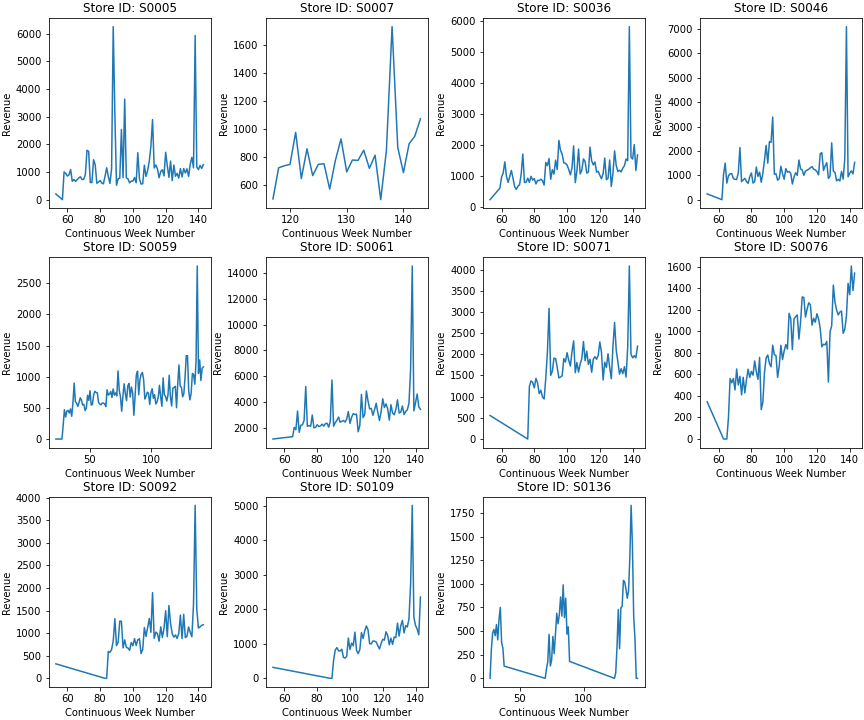 Store ID: S0005
Revenue
6000
5000
4000
3000
2000
1000
0
60 80 100 120 140
Continuous Week Number
Store ID: S0007
Revenue
1600
1400
1200
1000
800
600
120 130 140
Continuous Week Number
Store ID: S0036
Revenue
6000
5000
4000
3000
2000
1000
0
60 80 100 120 140
Continuous Week Number
Store ID: S0046
Revenue
7000
6000
5000
4000
3000
2000
1000
0
60 80 100 120 140
Continuous Week Number
Store ID: S0059
Revenue
2500
2000
1500
1000
500
0
50 100
Continuous Week Number
Store ID: S0061
Revenue
14000
12000
10000
8000
6000
4000
2000
60 80 100 120 140
Continuous Week Number
Store ID: S0071
Revenue
4000
3500
3000
2500
2000
1500
1000
500
0
60 80 100 120 140
Continuous Week Number
Store ID: S0076
Revenue
1600
1400
1200
1000
800
600
400
200
0
60 80 100 120 140
Continuous Week Number
Store ID: S0092
Revenue
4000
3500
3000
2500
2000
1500
1000
500
0
60 80 100 120 140
Continuous Week Number
Store ID: S0109
Revenue
5000
4000
3000
2000
1000
0
60 80 100 120 140
Continuous Week Number
Store ID: S0136
Revenue
1750
1500
1250
1000
750
500
250
0
50 100
Continuous Week Number